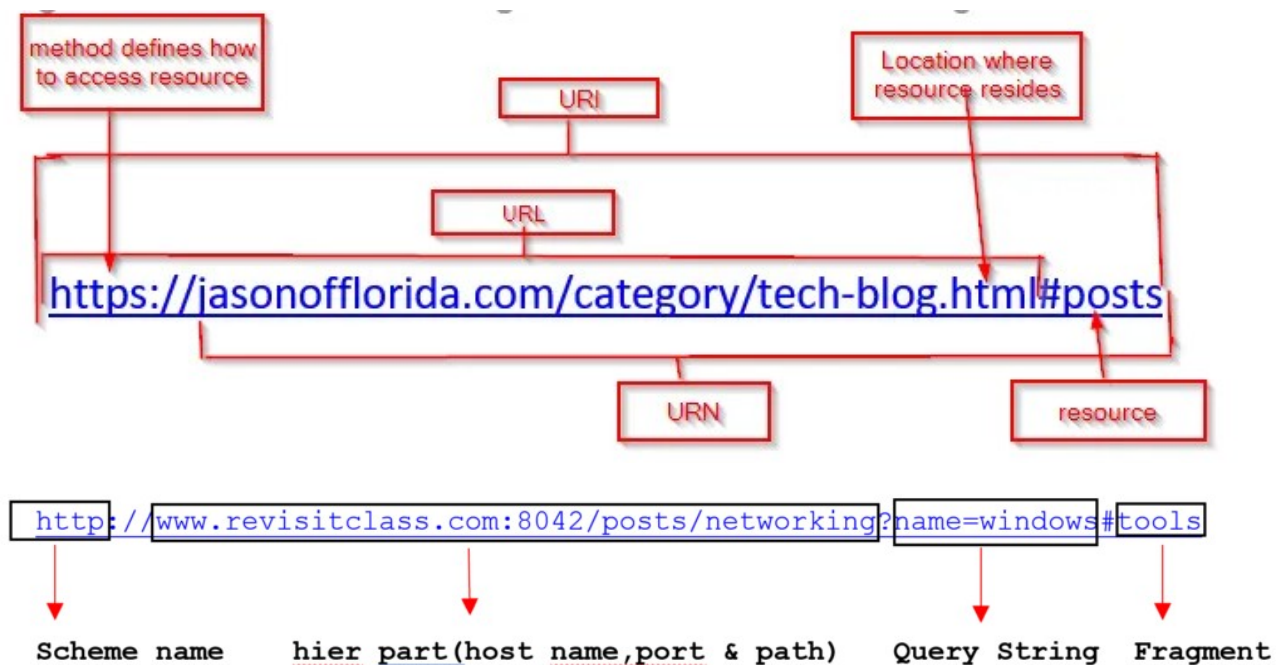 method defines how
to access resource
Location where
resource resides
URI
URL
https://jasonofflorida.com/category/tech-blog.html#posts
URN
resource
http://www.revisitclass.com:8042/posts/networking?name=windows#tools
Scheme name hier part(host name,port & path) Query String Fragment